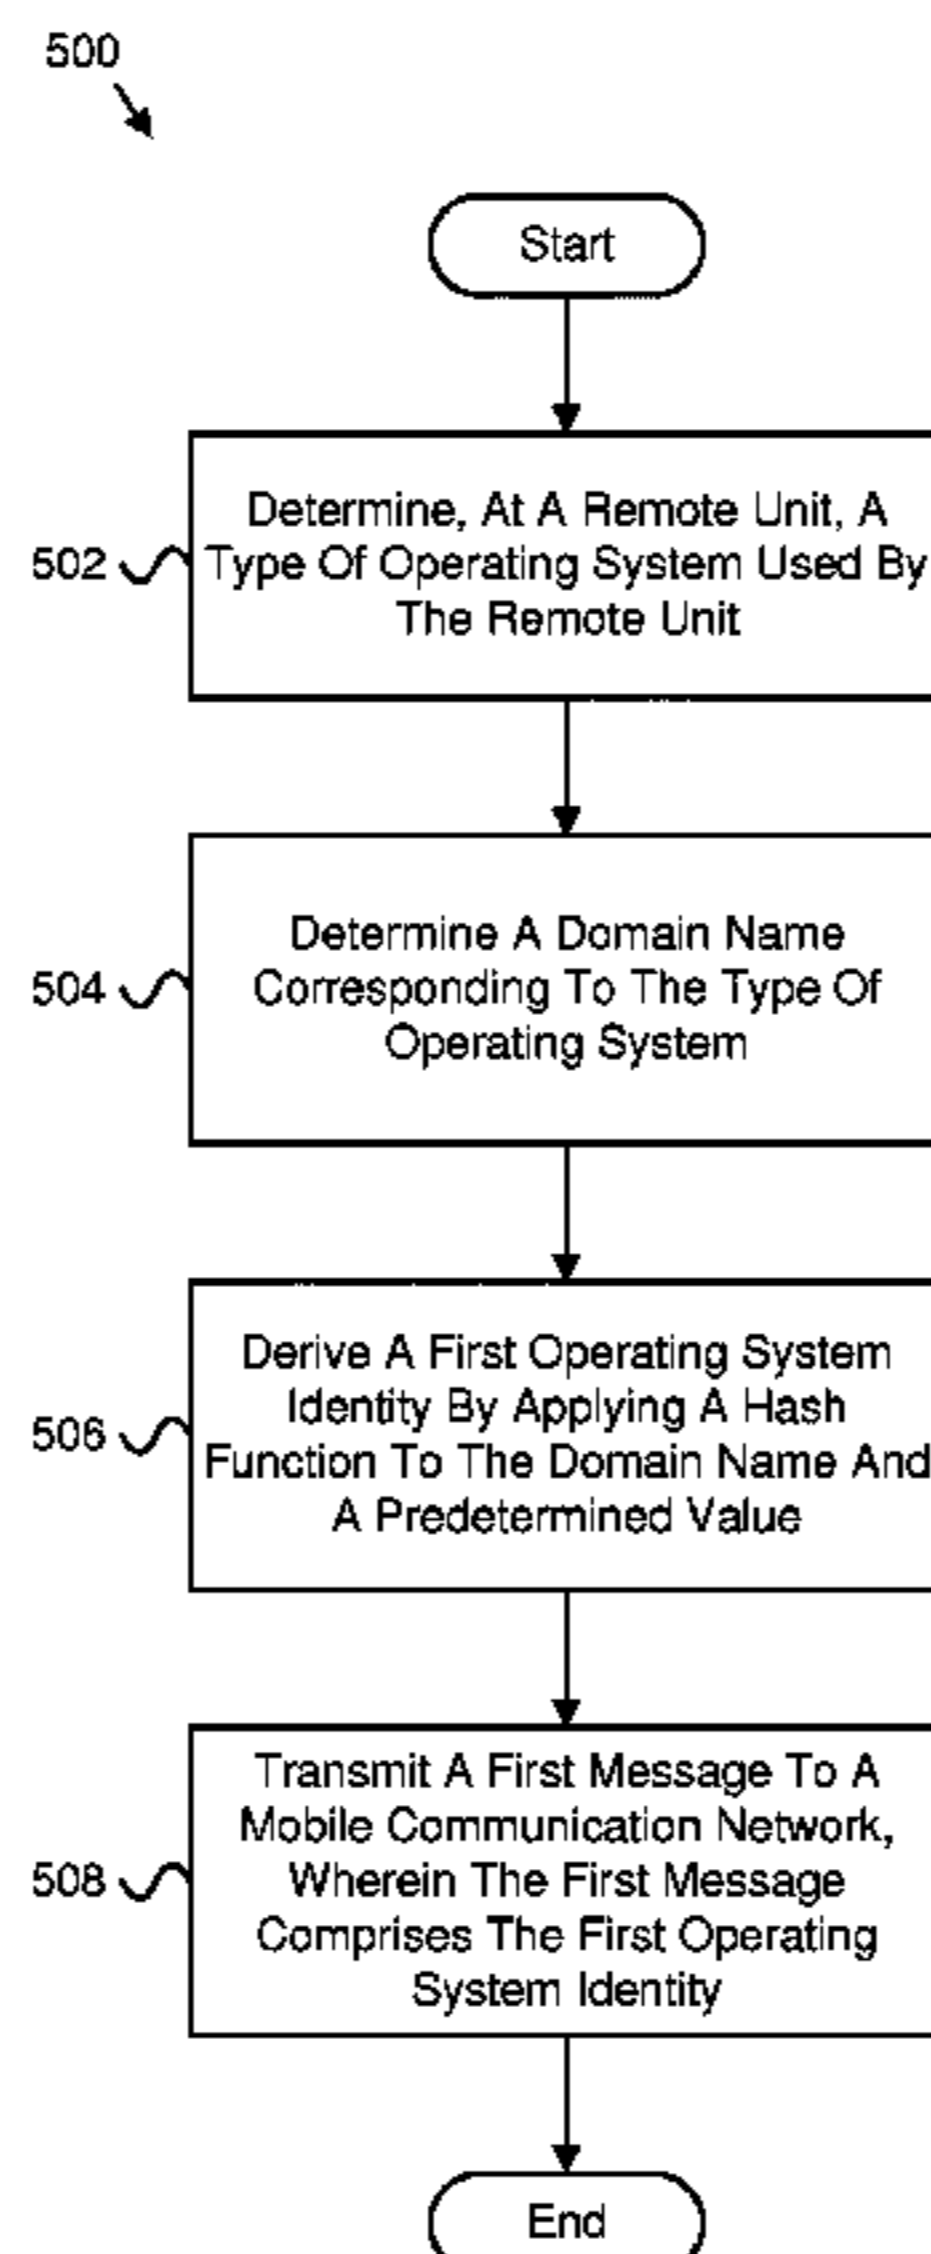 500
Start
502
Determine, At A Remote Unit, A
Type Of Operating System Used By
The Remote Unit
504
Determine A Domain Name
Corresponding To The Type Of
Operating System
506
Derive A First Operating System
Identity By Applying A Hash
Function To The Domain Name And
A Predetermined Value
508
Transmit A First Message To A
Mobile Communication Network,
Wherein The First Message
Comprises The First Operating
System Identity
End